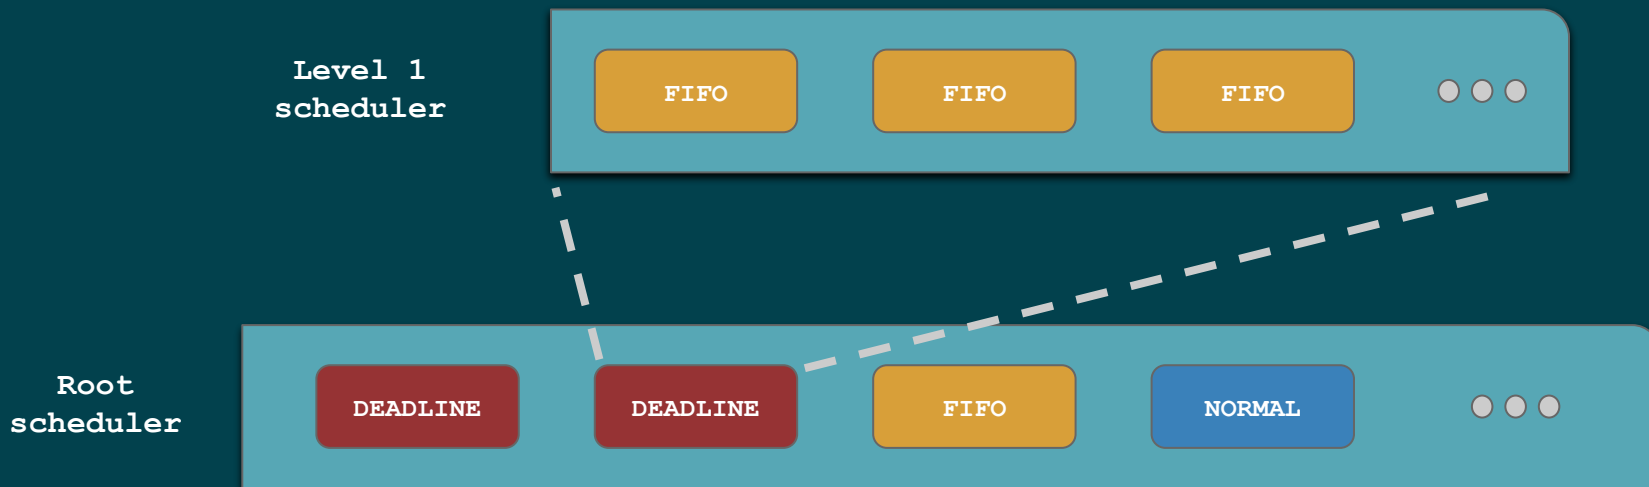 Level 1
scheduler
FIFO
FIFO
FIFO
Root
scheduler
DEADLINE
DEADLINE
FIFO
NORMAL